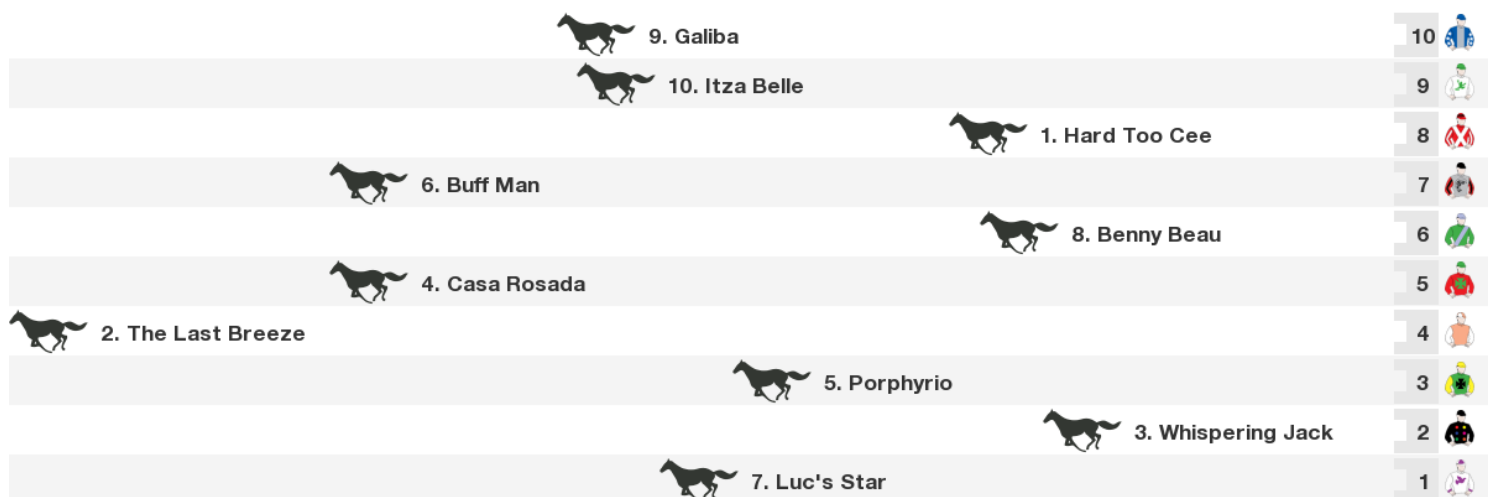 9. Galiba 10
10. Itza Belle 9
1. Hard Too Cee 8
6. Buff Man 7
8. Benny Beau 6
4. Casa Rosada 5
2. The Last Breeze 4
5. Porphyrio 3
3. Whispering Jack 2
7. Luc's Star 1